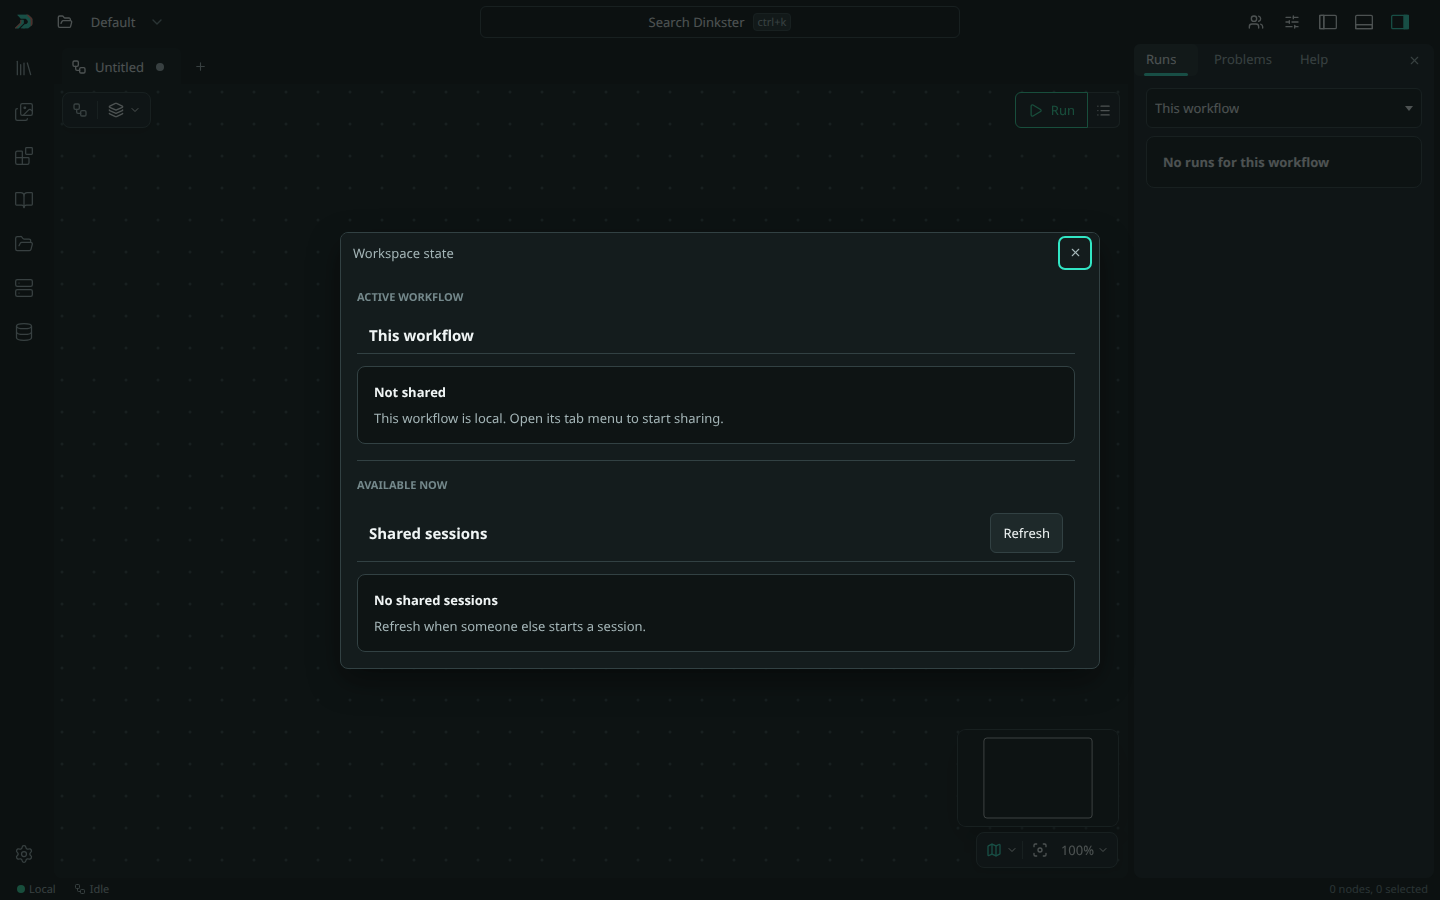 Default
Search Dinkster ctrl+k
Untitled
Run
Runs Problems Help
This workflow
No runs for this workflow
Workspace state
ACTIVE WORKFLOW
This workflow
Not shared
This workflow is local. Open its tab menu to start sharing.
AVAILABLE NOW
Shared sessions
Refresh
No shared sessions
Refresh when someone else starts a session.
100%
Local Idle
0 nodes, 0 selected